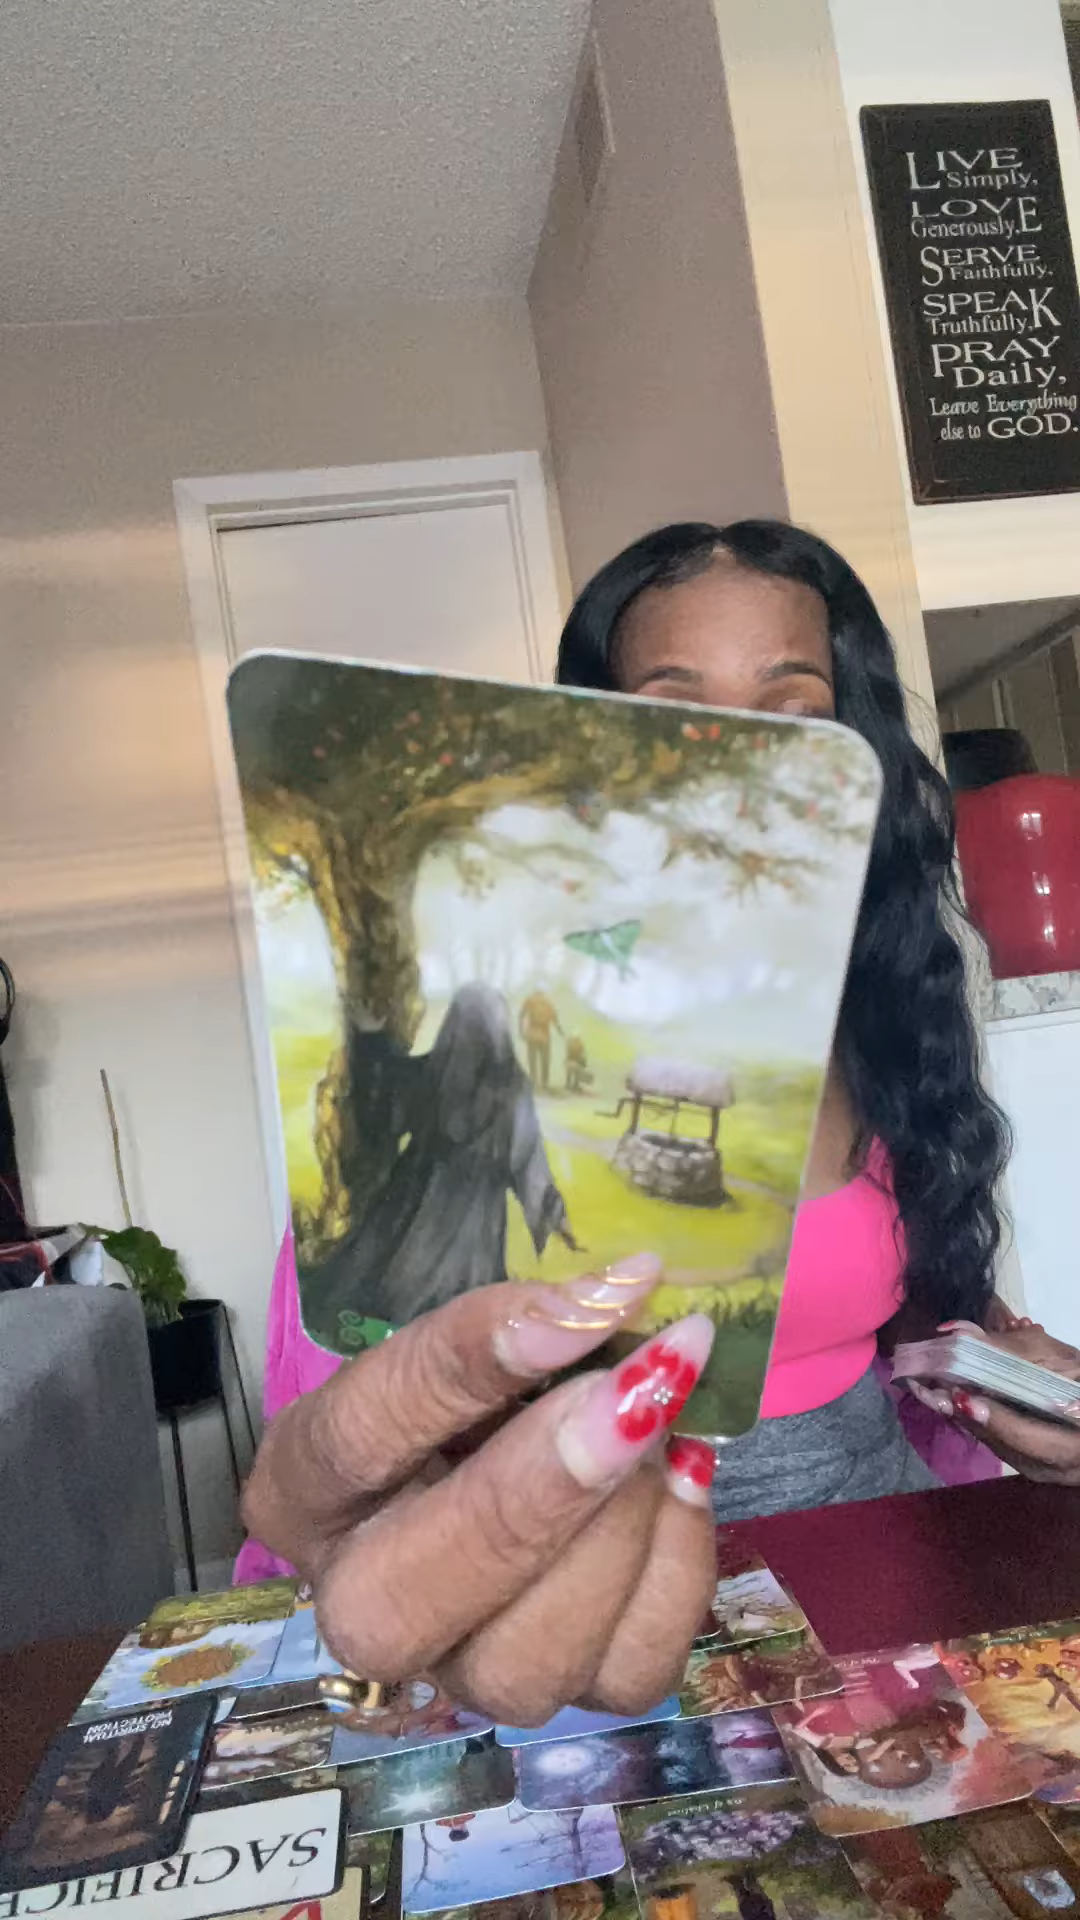 LIVE
Simply,
LOVE
Generously,
SERVE
Faithfully.
SPEAK
Truthfully,
PRAY
Daily,
Leave Everything
else to GOD.
NO SPIRITUAL
PROTECTION
SACRIFICE